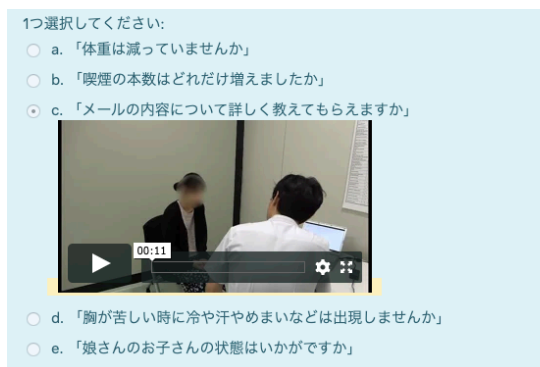 1つ選択してください:
a. 「体重は減っていませんか」
b. 「喫煙の本数はどれだけ増えましたか」
c. 「メールの内容について詳しく教えてもらえますか」
00:11
d. 「胸が苦しい時に冷や汗やめまいなどは出現しませんか」
e. 「娘さんのお子さんの状態はいかがですか」